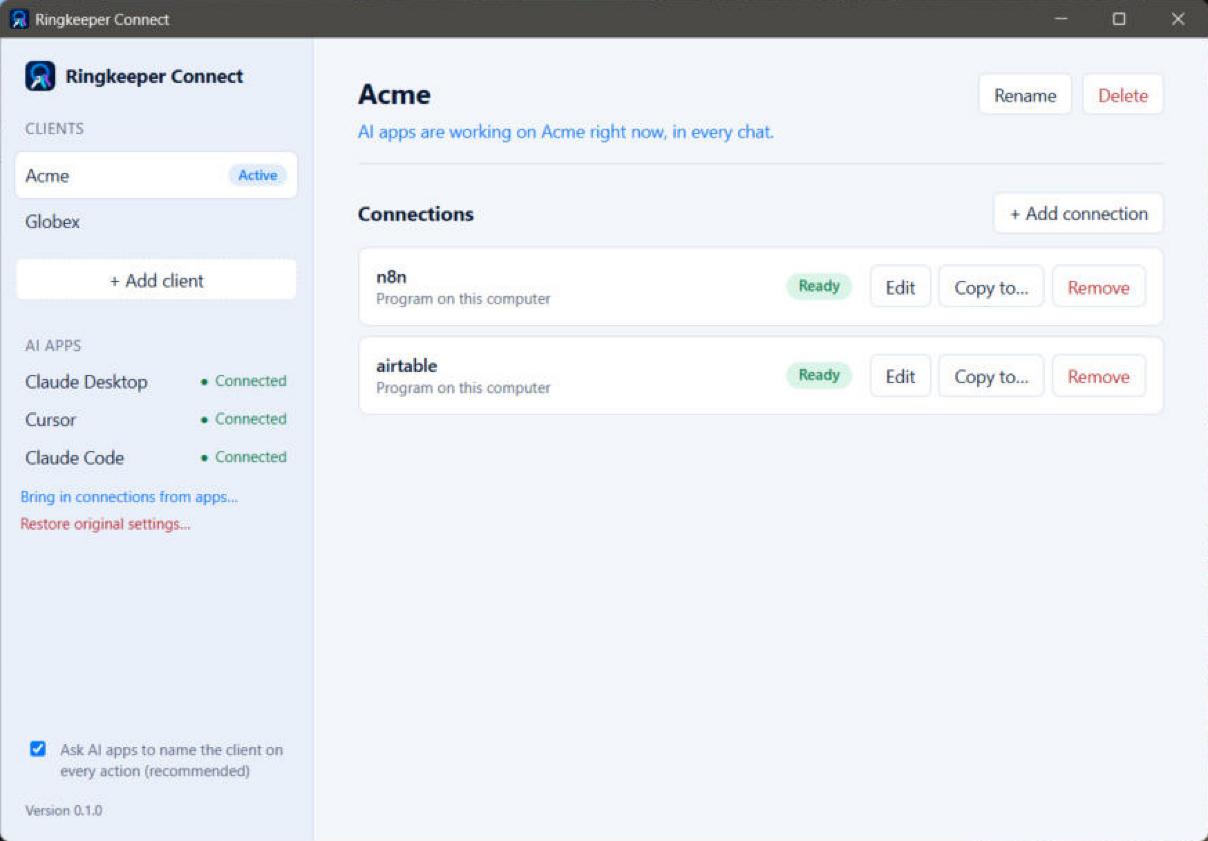 Ringkeeper Connect
Ringkeeper Connect
CLIENTS
Acme
Active
Globex
+ Add client
AI APPS
Claude Desktop
• Connected
Cursor
• Connected
Claude Code
• Connected
Bring in connections from apps...
Restore original settings...
Ask AI apps to name the client on
every action (recommended)
Version 0.1.0
Acme
Rename
Delete
AI apps are working on Acme right now, in every chat.
Connections
+ Add connection
n8n
Program on this computer
Ready
Edit
Copy to...
Remove
airtable
Program on this computer
Ready
Edit
Copy to...
Remove